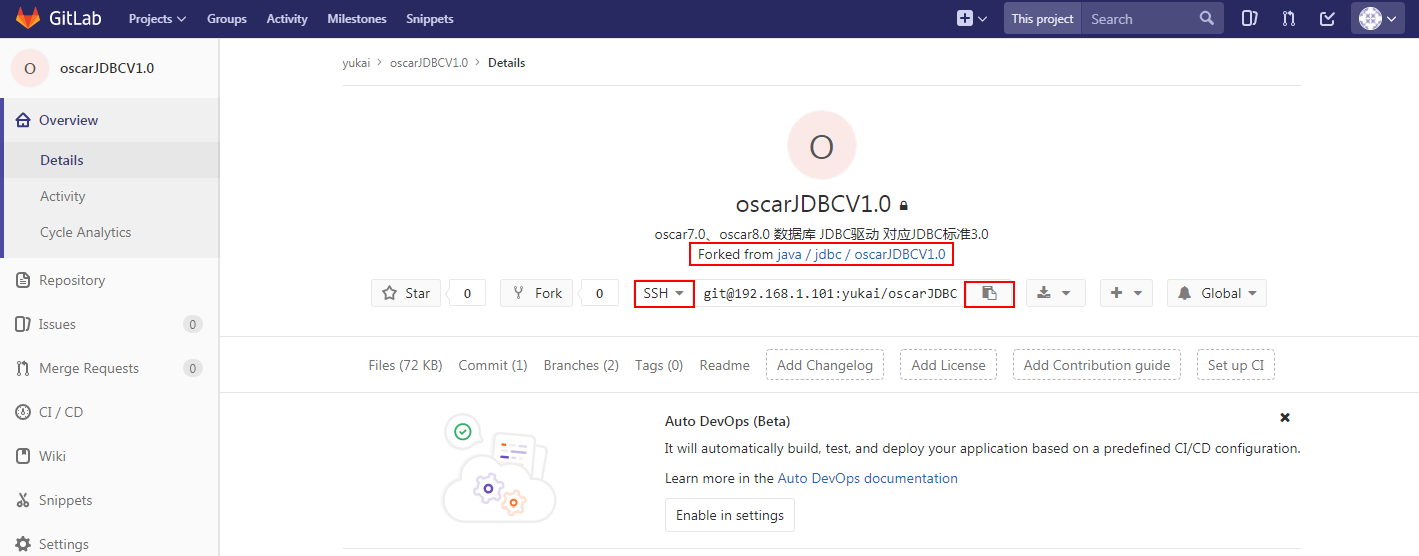 GitLab Projects Groups Activity Milestones Snippets This project Search
O oscarJDBCV1.0
yukai > oscarJDBCV1.0 > Details
Overview
Details
Activity
Cycle Analytics
Repository
Issues 0
Merge Requests 0
CI / CD
Wiki
Snippets
Settings
O
oscarJDBCV1.0
oscar7.0、oscar8.0 数据库 JDBC驱动 对应JDBC标准3.0
Forked from java / jdbc / oscarJDBCV1.0
Star 0 Fork 0 SSH git@192.168.1.101:yukai/oscarJDBC Global
Files (72 KB) Commit (1) Branches (2) Tags (0) Readme Add Changelog Add License Add Contribution guide Set up CI
Auto DevOps (Beta)
It will automatically build, test, and deploy your application based on a predefined CI/CD configuration.
Learn more in the Auto DevOps documentation
Enable in settings